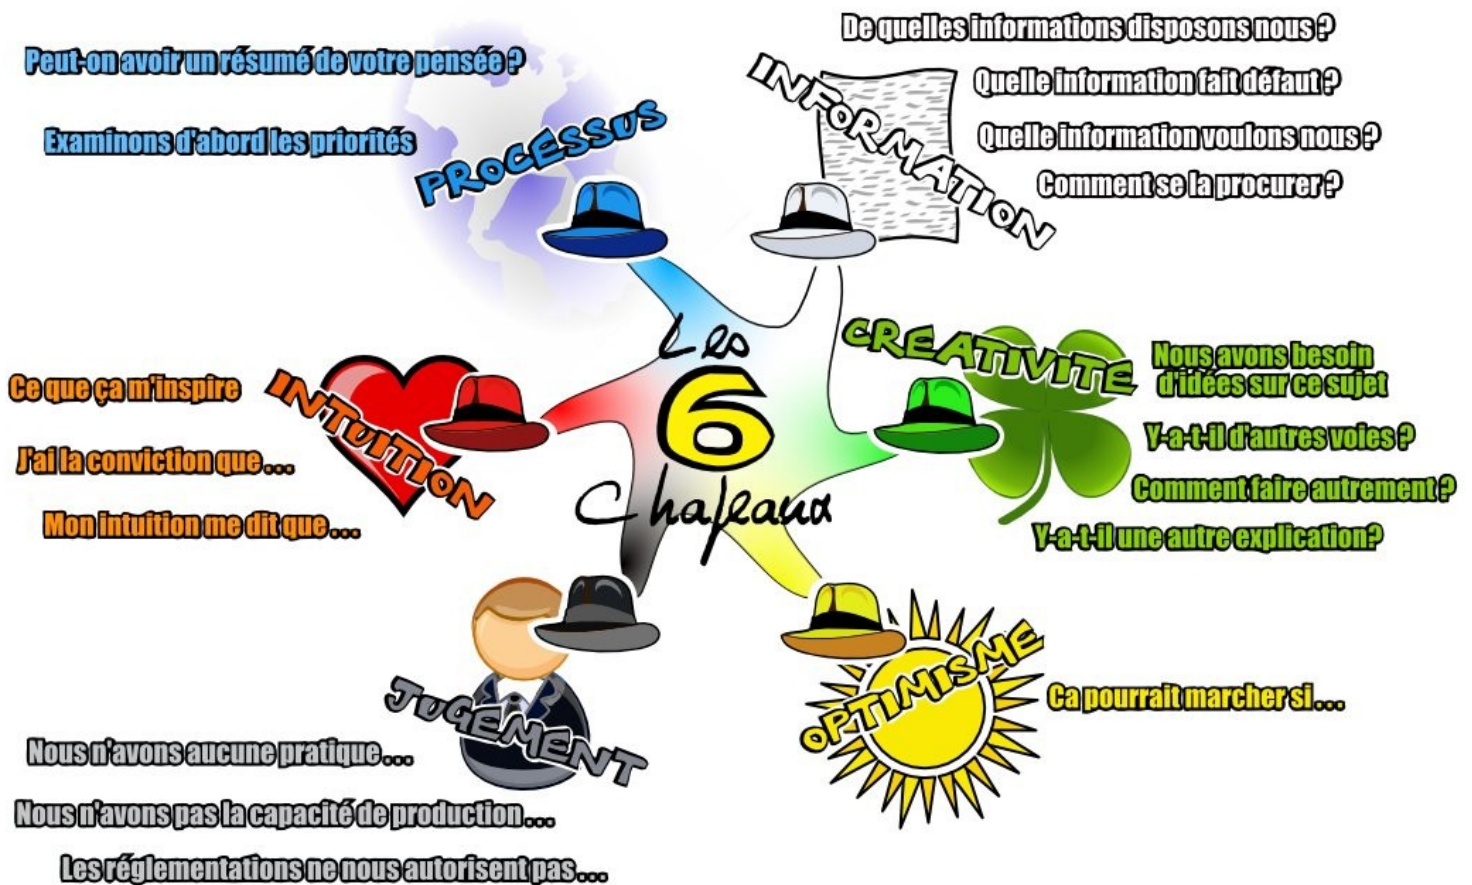 Peut-on avoir un résumé de votre pensée ?
Examinons d'abord les priorités
PROCESSUS
De quelles informations disposons nous ?
Quelle information fait défaut ?
Quelle information voulons nous ?
Comment se la procurer ?
INFORMATION
Les
6
Chapeaux
CREATIVITE
Nous avons besoin
d'idées sur ce sujet
Y-a-t-il d'autres voies ?
Comment faire autrement ?
Y-a-t-il une autre explication?
Ce que ça m'inspire
J'ai la conviction que . . .
Mon intuition me dit que . . .
INTUITION
JUGEMENT
Nous n'avons aucune pratique . . .
Nous n'avons pas la capacité de production . . .
Les réglementations ne nous autorisent pas . . .
OPTIMISME
Ca pourrait marcher si . . .